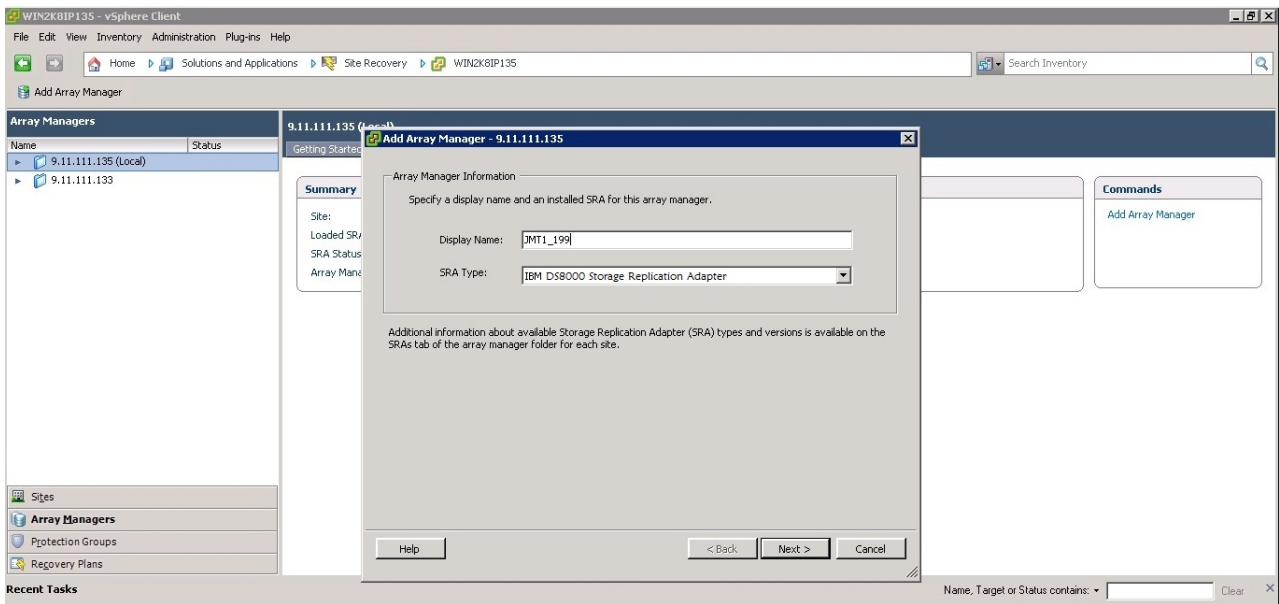 WIN2K8IP135 - vSphere Client
File Edit View Inventory Administration Plug-ins Help
Home Solutions and Applications Site Recovery WIN2K8IP135
Search Inventory
Add Array Manager
Array Managers
Name Status
9.11.111.135 (Local)
9.11.111.133
9.11.111.135 (Local)
Getting Started
Summary
Site:
Loaded SRA
SRA Status
Array Mana
Commands
Add Array Manager
Add Array Manager - 9.11.111.135
Array Manager Information
Specify a display name and an installed SRA for this array manager.
Display Name: JMT1_199
SRA Type: IBM DS8000 Storage Replication Adapter
Additional information about available Storage Replication Adapter (SRA) types and versions is available on the
SRAs tab of the array manager folder for each site.
Help < Back Next > Cancel
Sites
Array Managers
Protection Groups
Recovery Plans
Recent Tasks
Name, Target or Status contains: Clear